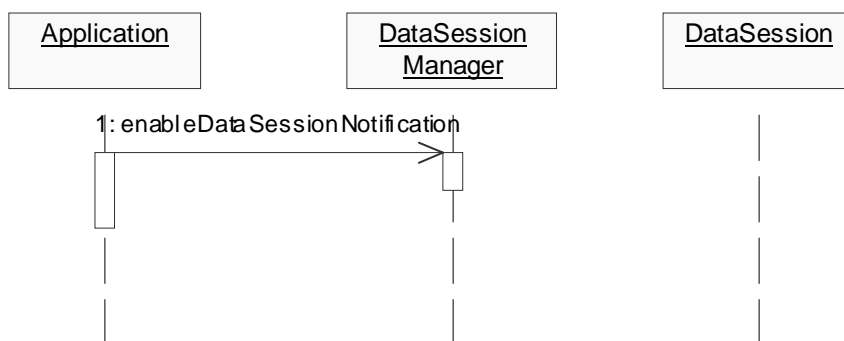 Application
DataSession
Manager
DataSession
1: enableDataSessionNotification